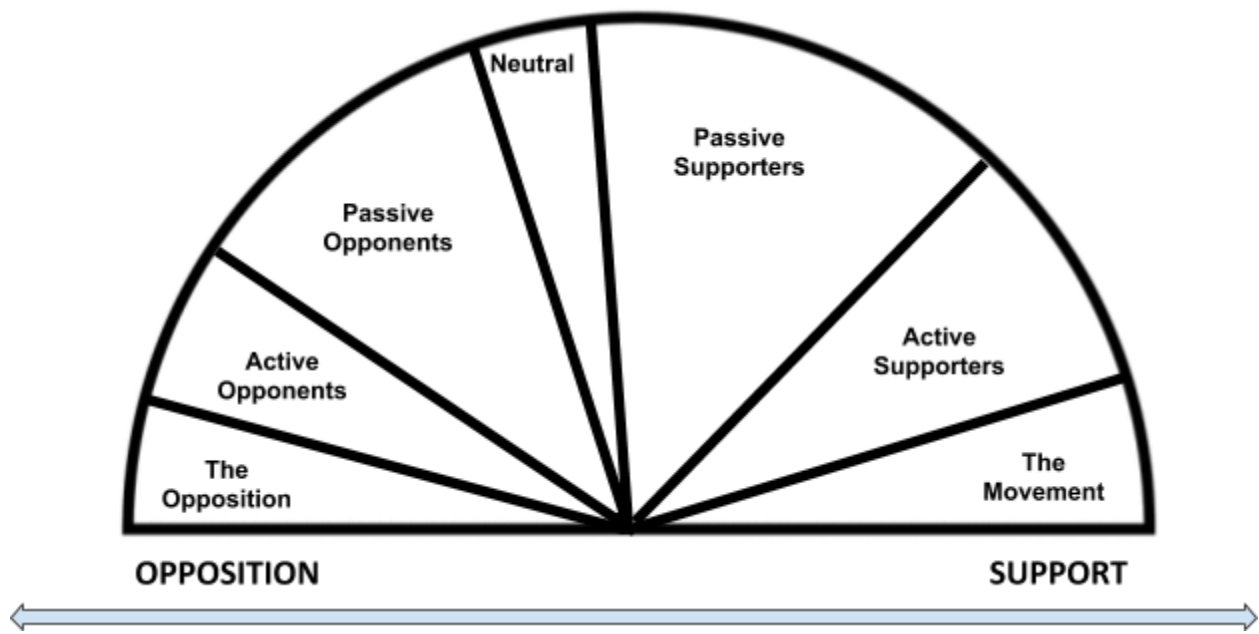 Neutral
Passive
Supporters
Passive
Opponents
Active
Supporters
Active
Opponents
The
Opposition
The
Movement
OPPOSITION
SUPPORT